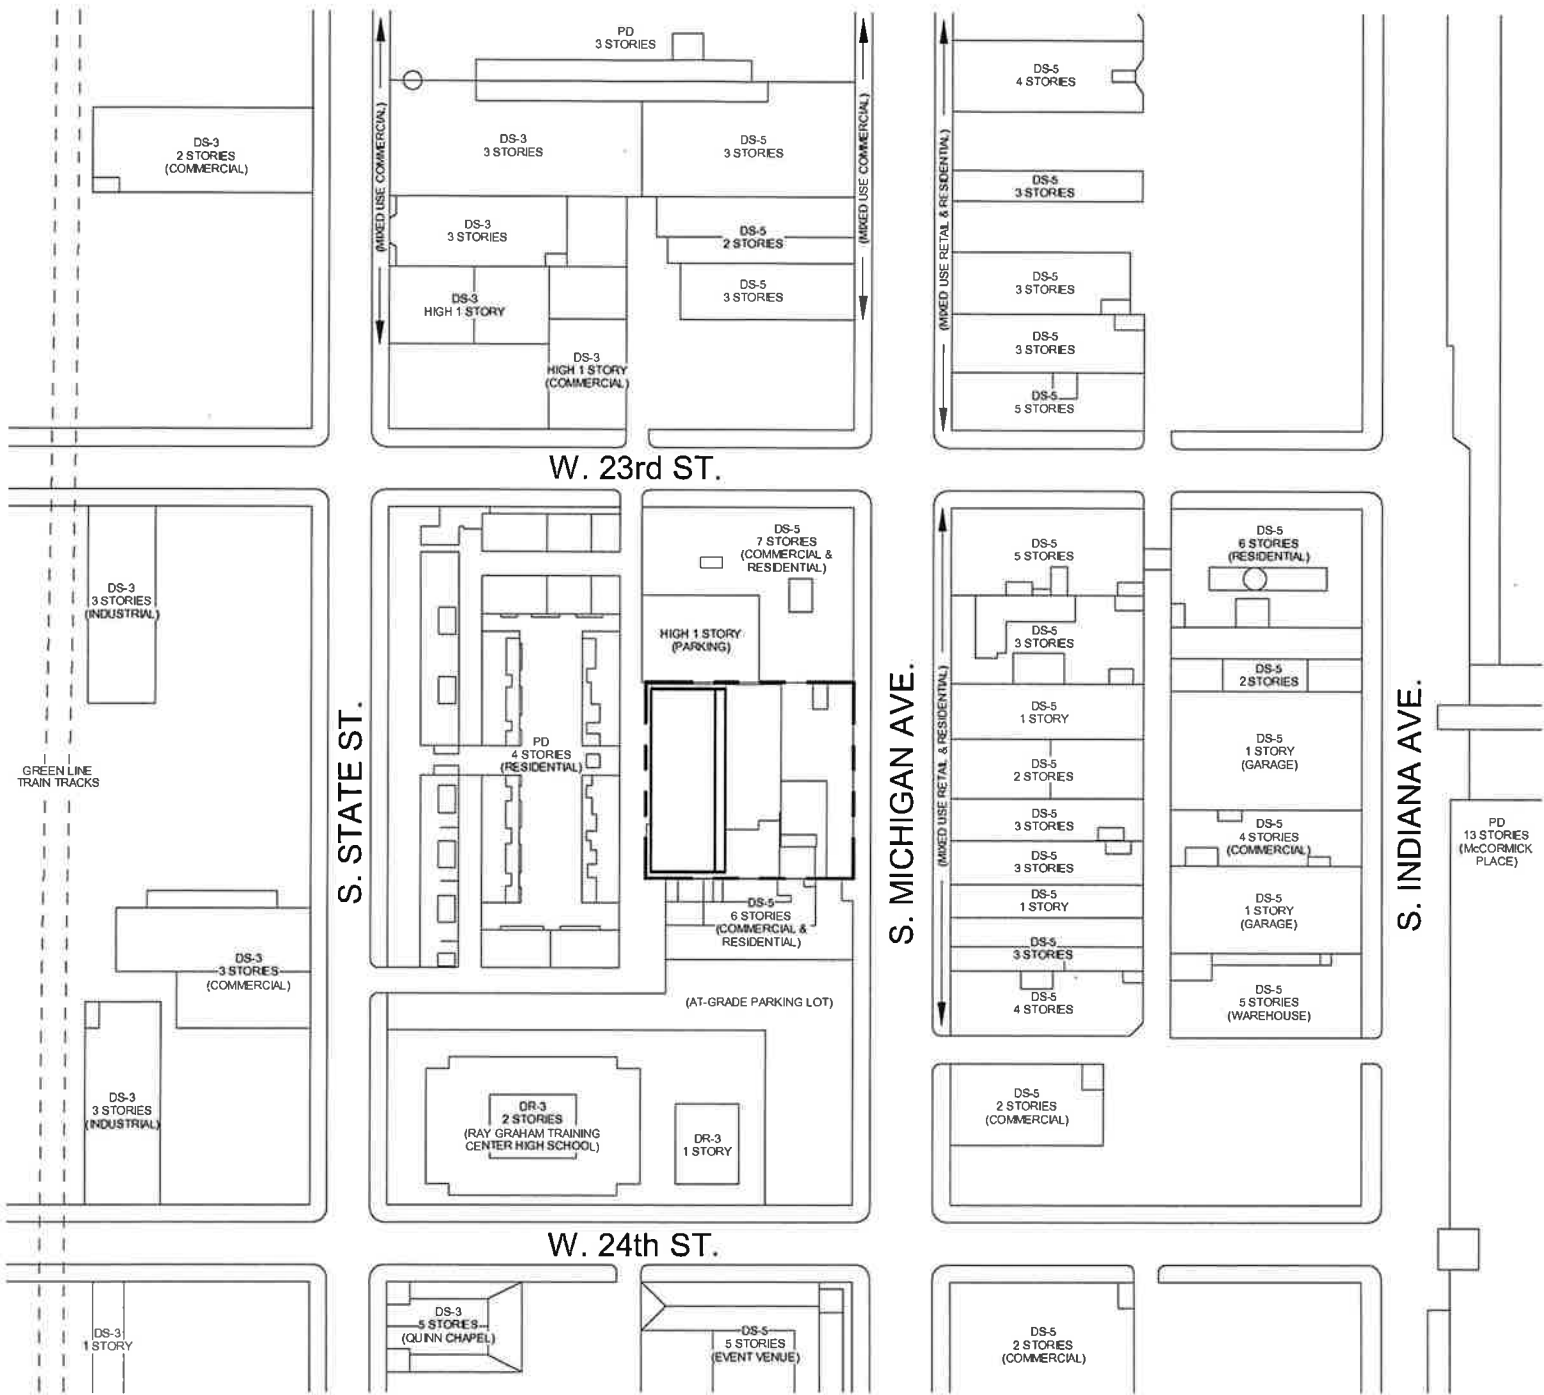 PD
3 STORIES
DS-5
4 STORIES
DS-3
2 STORIES
(COMMERCIAL)
(MIXED USE COMMERCIAL)
DS-3
3 STORIES
DS-5
3 STORIES
(MIXED USE COMMERCIAL)
(MIXED USE RETAIL & RESIDENTIAL)
DS-5
3 STORIES
DS-3
3 STORIES
DS-5
2 STORIES
DS-5
3 STORIES
DS-3
HIGH 1 STORY
DS-5
3 STORIES
DS-3
HIGH 1 STORY
(COMMERCIAL)
DS-5
3 STORIES
DS-5
5 STORIES
W. 23rd ST.
DS-3
3 STORIES
(INDUSTRIAL)
DS-5
7 STORIES
(COMMERCIAL &
RESIDENTIAL)
DS-5
5 STORIES
DS-5
6 STORIES
(RESIDENTIAL)
HIGH 1 STORY
(PARKING)
DS-5
3 STORIES
DS-5
2 STORIES
GREEN LINE
TRAIN TRACKS
S. STATE ST.
PD
4 STORIES
(RESIDENTIAL)
S. MICHIGAN AVE.
(MIXED USE RETAIL & RESIDENTIAL)
DS-5
1 STORY
DS-5
2 STORIES
DS-5
1 STORY
(GARAGE)
S. INDIANA AVE.
DS-5
3 STORIES
DS-5
4 STORIES
(COMMERCIAL)
PD
13 STORIES
(McCORMICK
PLACE)
DS-5
3 STORIES
DS-5
1 STORY
DS-5
1 STORY
(GARAGE)
DS-5
6 STORIES
(COMMERCIAL &
RESIDENTIAL)
DS-5
3 STORIES
DS-3
3 STORIES
(COMMERCIAL)
(AT-GRADE PARKING LOT)
DS-5
4 STORIES
DS-5
5 STORIES
(WAREHOUSE)
DS-3
3 STORIES
(INDUSTRIAL)
DR-3
2 STORIES
(RAY GRAHAM TRAINING
CENTER HIGH SCHOOL)
DR-3
1 STORY
DS-5
2 STORIES
(COMMERCIAL)
W. 24th ST.
DS-3
1 STORY
DS-3
5 STORIES
(QUINN CHAPEL)
DS-5
5 STORIES
(EVENT VENUE)
DS-5
2 STORIES
(COMMERCIAL)